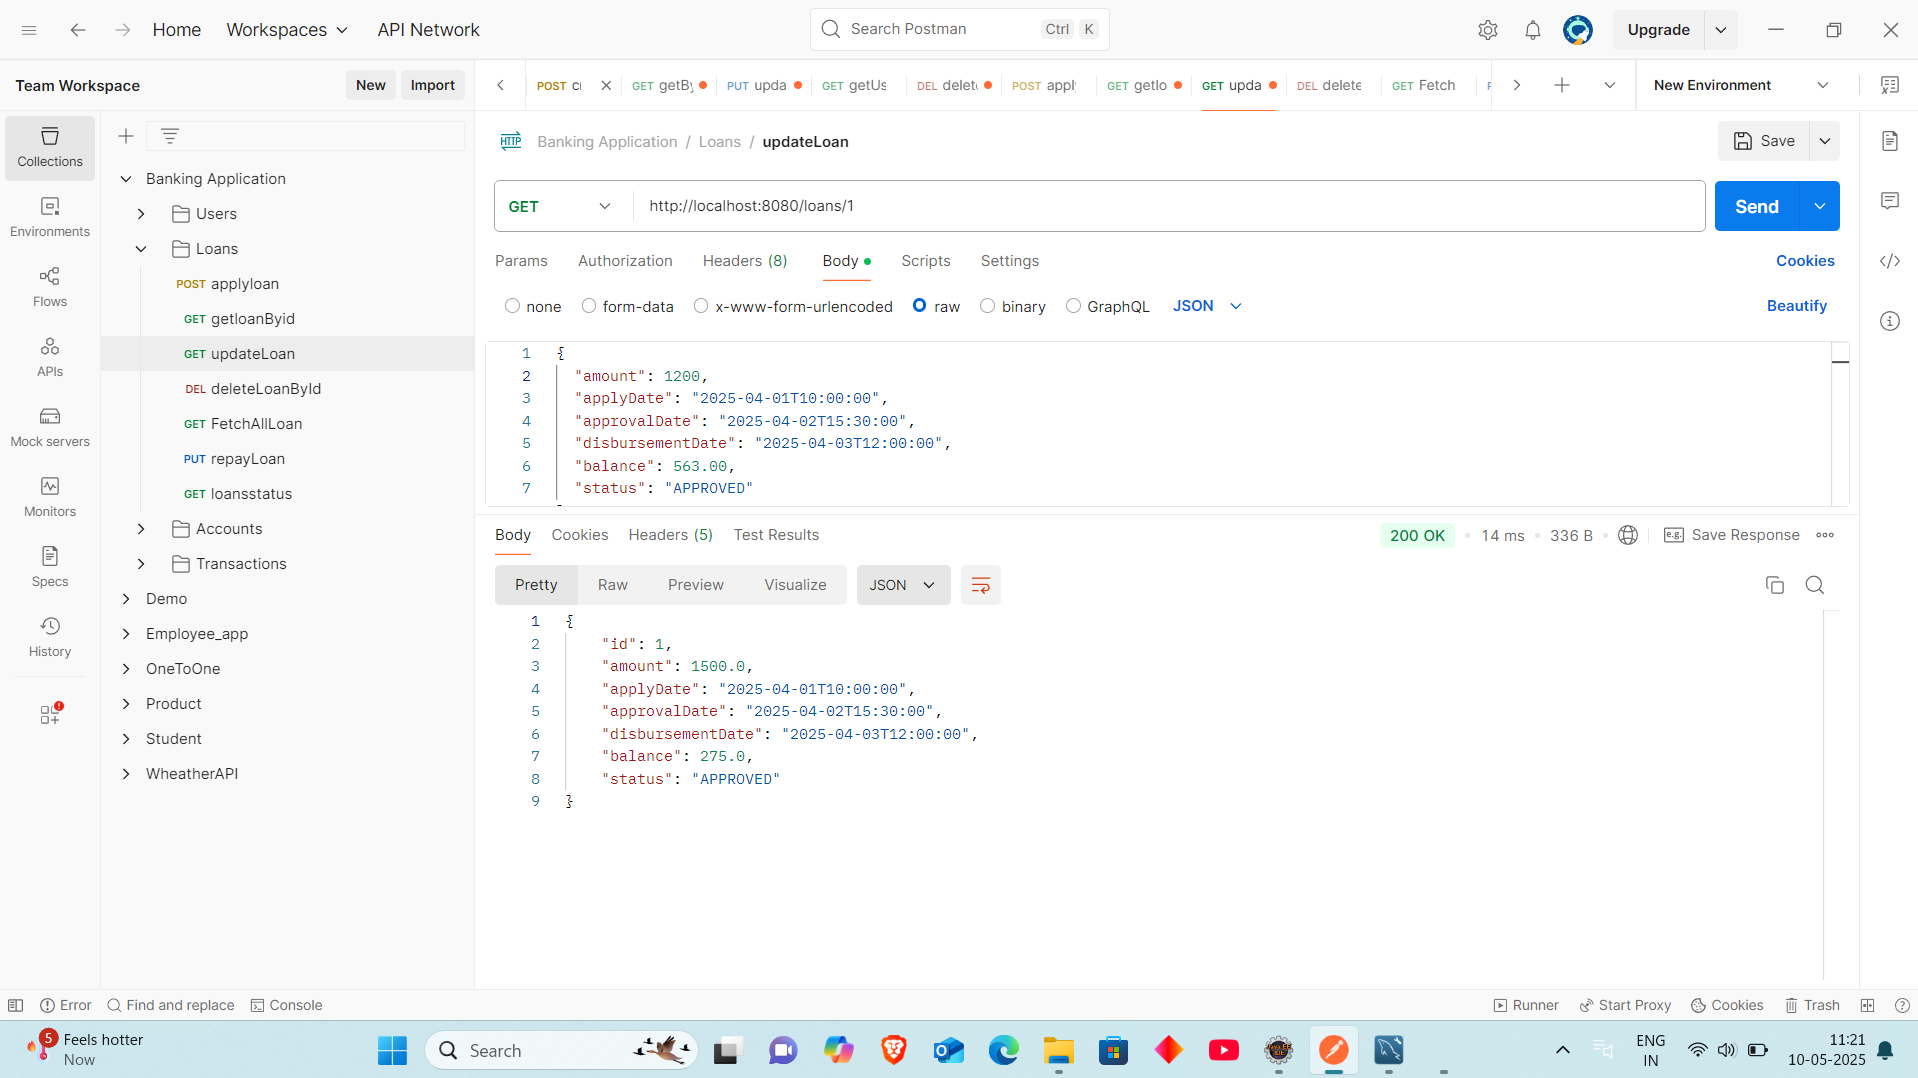 Home
Workspaces
API Network
Search Postman
Ctrl
K
Upgrade
Team Workspace
New
Import
POST
GET getBy
PUT upda
GET getUs
DEL
POST
GET getlo
GET upda
DEL delete
GET Fetch
New Environment
Collections
Environments
Flows
APIs
Mock servers
Monitors
Specs
History
Banking Application
Users
Loans
POST applyloan
GET getloanByid
GET updateLoan
DEL deleteLoanById
GET FetchAllLoan
PUT repayLoan
GET loansstatus
Accounts
Transactions
Demo
Employee_app
OneToOne
Product
Student
WheatherAPI
HTTP
Banking Application / Loans / updateLoan
Save
GET
http://localhost:8080/loans/1
Send
Params
Authorization
Headers (8)
Body
Scripts
Settings
Cookies
none
form-data
x-www-form-urlencoded
raw
binary
GraphQL
JSON
Beautify
1 {
2 "amount": 1200,
3 "applyDate": "2025-04-01T10:00:00",
4 "approvalDate": "2025-04-02T15:30:00",
5 "disbursementDate": "2025-04-03T12:00:00",
6 "balance": 563.00,
7 "status": "APPROVED"
Body
Cookies
Headers (5)
Test Results
200 OK
14 ms
336 B
e.g.
Save Response
Pretty
Raw
Preview
Visualize
JSON
1 {
2 "id": 1,
3 "amount": 1500.0,
4 "applyDate": "2025-04-01T10:00:00",
5 "approvalDate": "2025-04-02T15:30:00",
6 "disbursementDate": "2025-04-03T12:00:00",
7 "balance": 275.0,
8 "status": "APPROVED"
9 }
Error
Find and replace
Console
Runner
Start Proxy
Cookies
Trash
5
Feels hotter
Now
Search
ENG
IN
11:21
10-05-2025